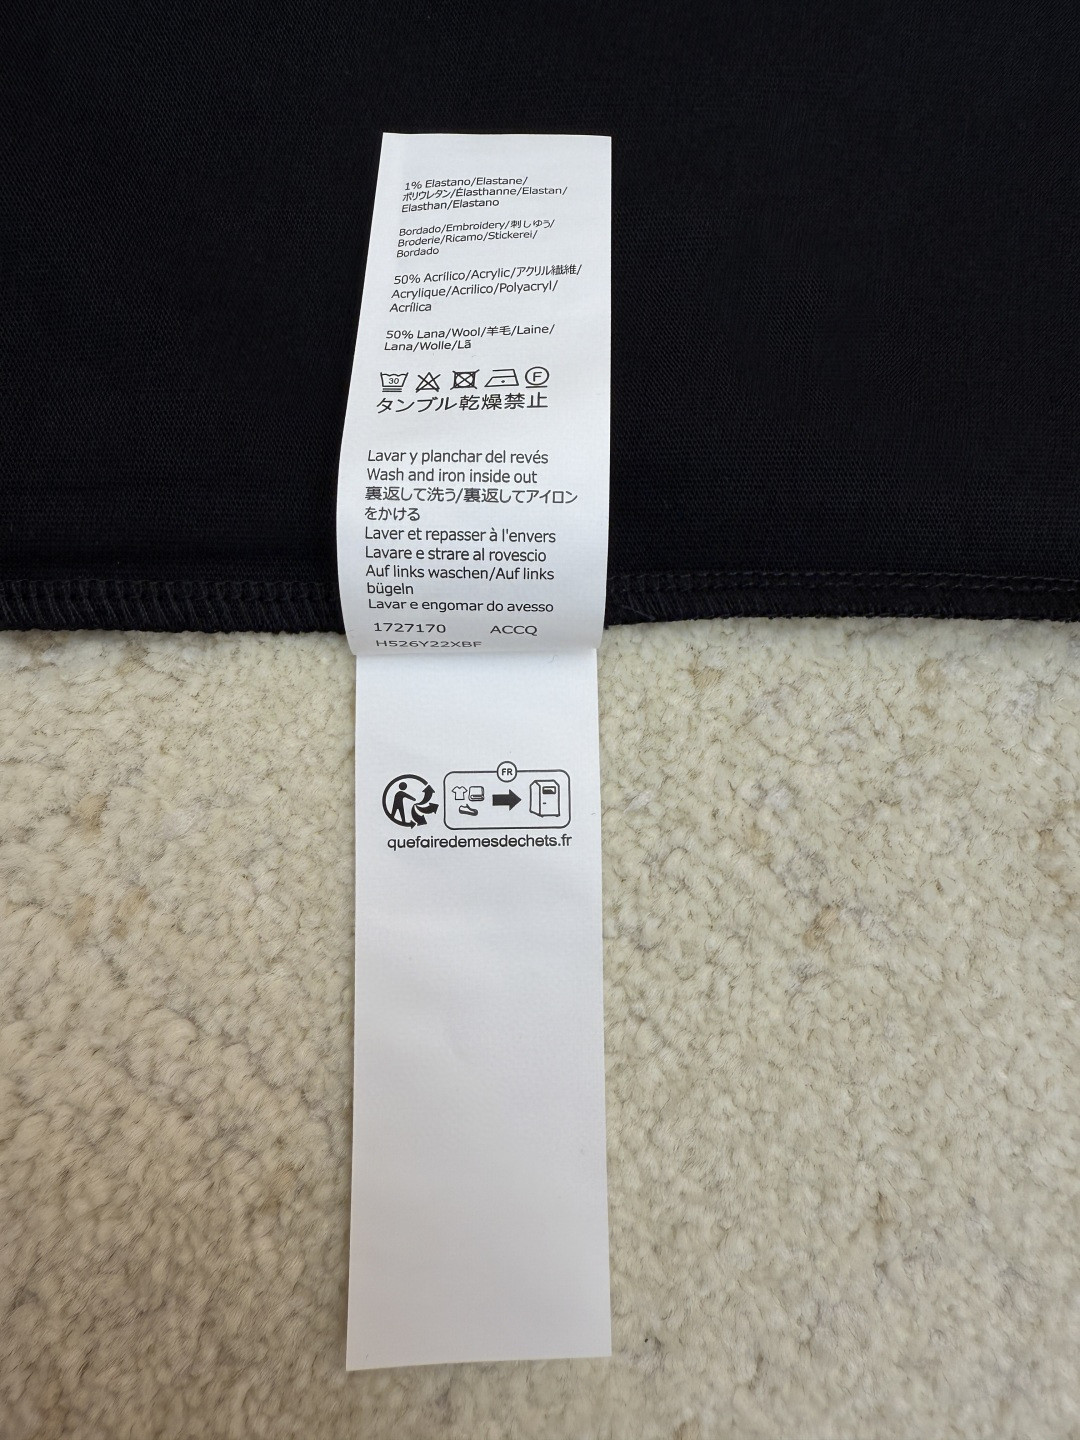 1% Elastano/Elastane/
ポリウレタン/Élasthanne/Elastan/
Elasthan/Elastano
Bordado/Embroidery/刺しゆう/
Broderie/Ricamo/Stickerei/
Bordado
50% Acrílico/Acrylic/アクリル繊維/
Acrylique/Acrilico/Polyacryl/
Acrílica
50% Lana/Wool/羊毛/Laine/
Lana/Wolle/Lã
30 F
タンブル乾燥禁止
Lavar y planchar del revés
Wash and iron inside out
裏返して洗う/裏返してアイロン
をかける
Laver et repasser à l'envers
Lavare e strare al rovescio
Auf links waschen/Auf links
bügeln
Lavar e engomar do avesso
1727170 ACCQ
HS26Y22XBF
FR
quefairedemesdechets.fr